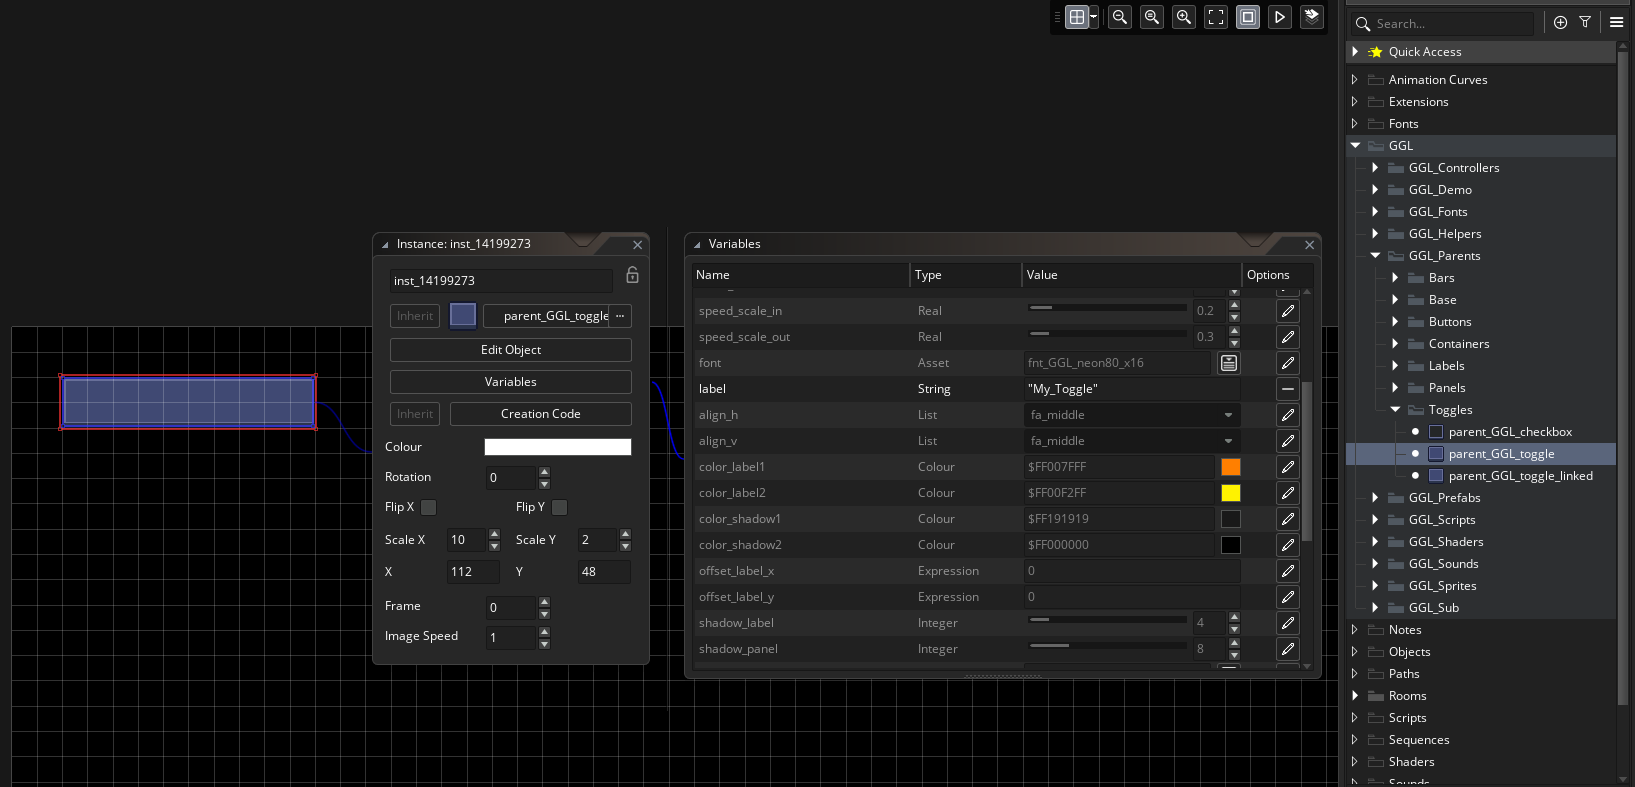 Search...
Quick Access
Animation Curves
Extensions
Fonts
GGL
GGL_Controllers
GGL_Demo
GGL_Fonts
GGL_Helpers
GGL_Parents
Bars
Base
Buttons
Containers
Labels
Panels
Toggles
parent_GGL_checkbox
parent_GGL_toggle
parent_GGL_toggle_linked
GGL_Prefabs
GGL_Scripts
GGL_Shaders
GGL_Sounds
GGL_Sprites
GGL_Sub
Notes
Objects
Paths
Rooms
Scripts
Sequences
Shaders
Sounds
Instance: inst_14199273
inst_14199273
Inherit parent_GGL_toggle ...
Edit Object
Variables
Inherit Creation Code
Colour
Rotation 0
Flip X Flip Y
Scale X 10 Scale Y 2
X 112 Y 48
Frame 0
Image Speed 1
Variables
Name Type Value Options
speed_scale_in Real 0.2
speed_scale_out Real 0.3
font Asset fnt_GGL_neon80_x16
label String "My_Toggle"
align_h List fa_middle
align_v List fa_middle
color_label1 Colour $FF007FFF
color_label2 Colour $FF00F2FF
color_shadow1 Colour $FF191919
color_shadow2 Colour $FF000000
offset_label_x Expression 0
offset_label_y Expression 0
shadow_label Integer 4
shadow_panel Integer 8